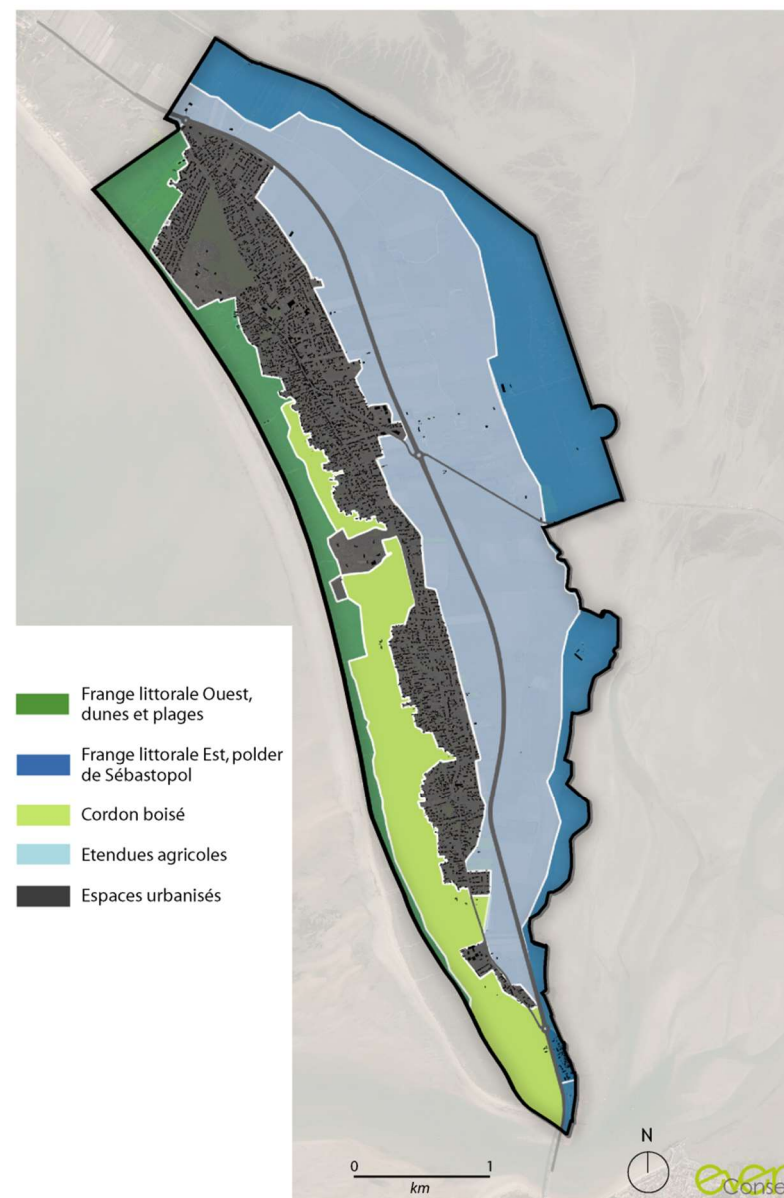 Frange littorale Ouest,
dunes et plages
Frange littorale Est, polder
de Sébastopol
Cordon boisé
Etendues agricoles
Espaces urbanisés
0 1
km
N
even
Conse